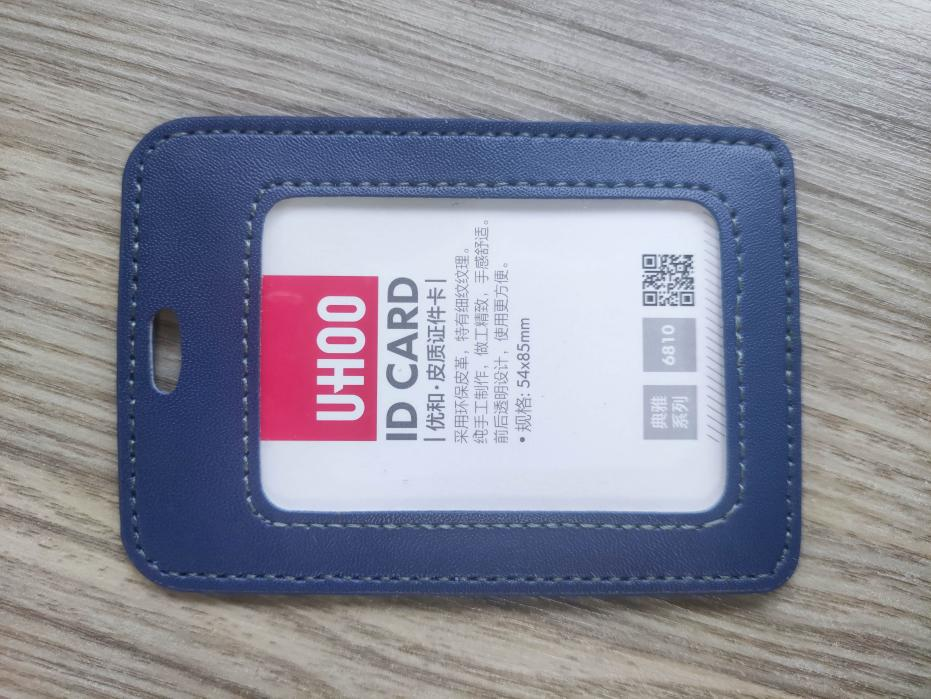 UHOO
ID CARD
优和·皮质证件卡
采用环保皮革，特有细纹纹理。
纯手工制作，做工精致，手感舒适。
前后透明设计，使用更方便。
• 规格: 54x85mm
典雅
系列
6810